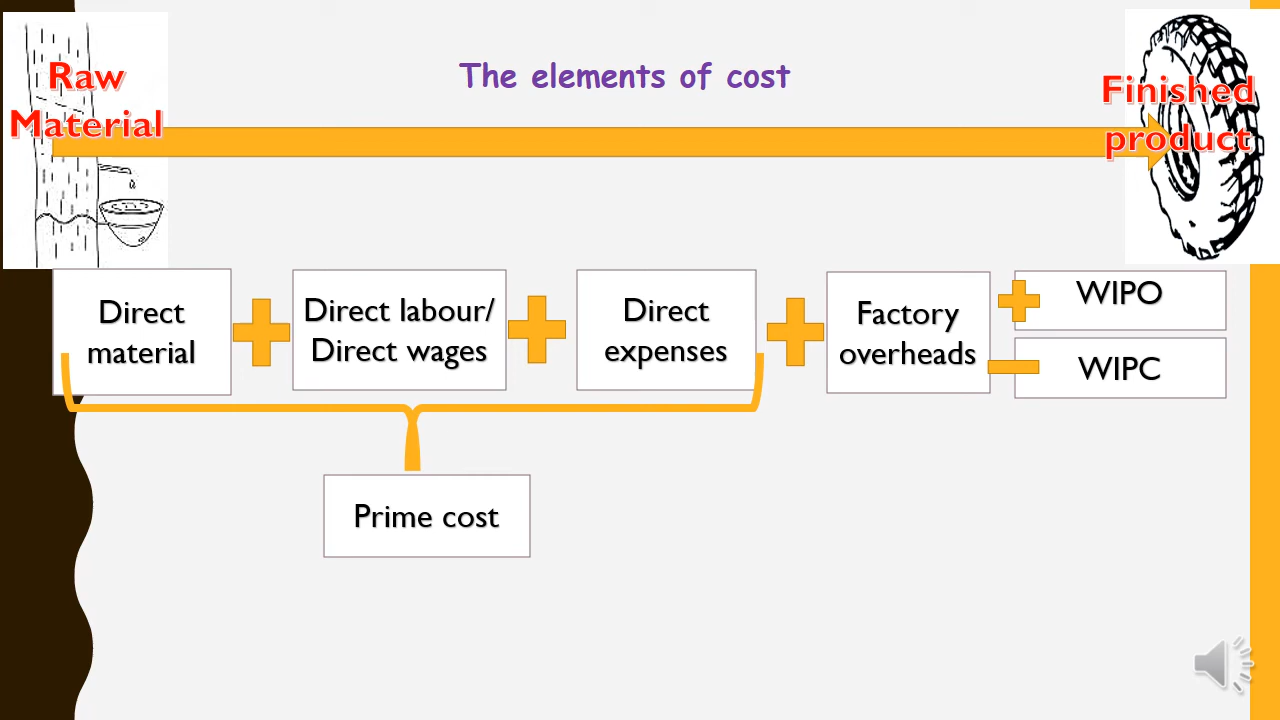 The elements of cost
Raw
Material
Finished
product
Direct
material
Direct labour/
Direct wages
Direct
expenses
Factory
overheads
WIPO
WIPC
Prime cost